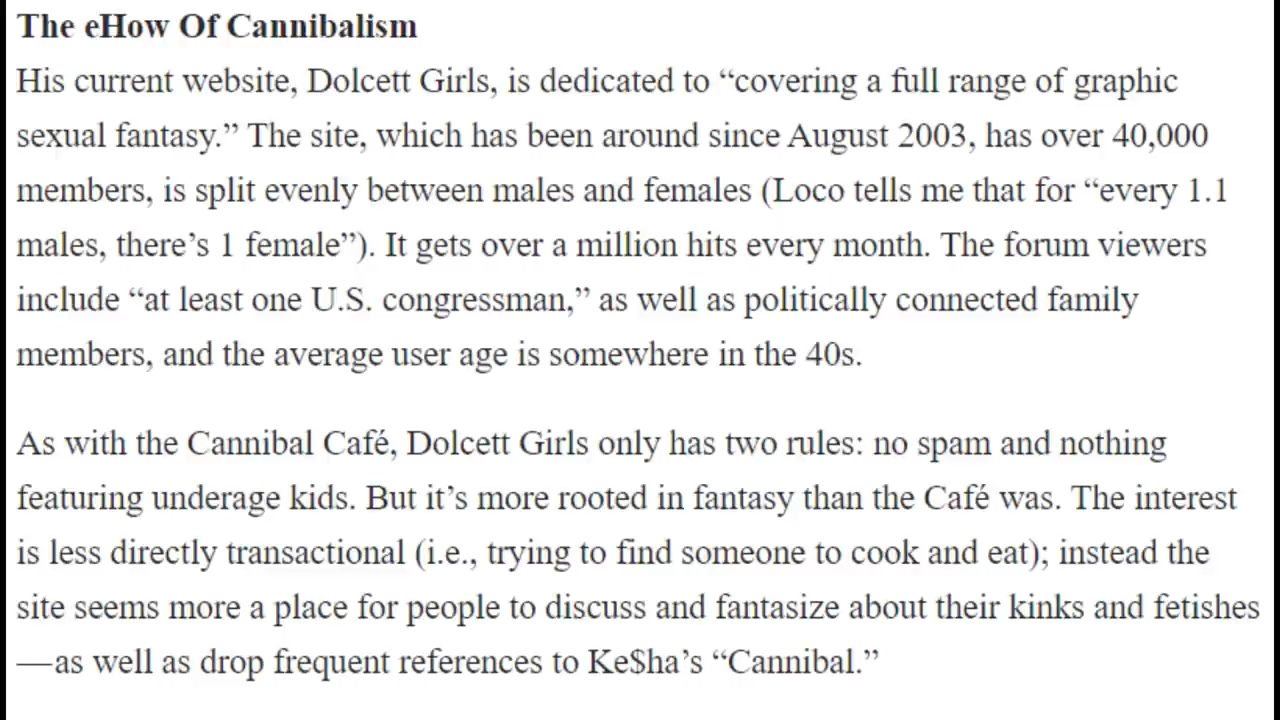 The eHow Of Cannibalism
His current website, Dolcett Girls, is dedicated to “covering a full range of graphic
sexual fantasy.” The site, which has been around since August 2003, has over 40,000
members, is split evenly between males and females (Loco tells me that for “every 1.1
males, there’s 1 female”). It gets over a million hits every month. The forum viewers
include “at least one U.S. congressman,” as well as politically connected family
members, and the average user age is somewhere in the 40s.
As with the Cannibal Café, Dolcett Girls only has two rules: no spam and nothing
featuring underage kids. But it’s more rooted in fantasy than the Café was. The interest
is less directly transactional (i.e., trying to find someone to cook and eat); instead the
site seems more a place for people to discuss and fantasize about their kinks and fetishes
—as well as drop frequent references to Ke$ha’s “Cannibal.”